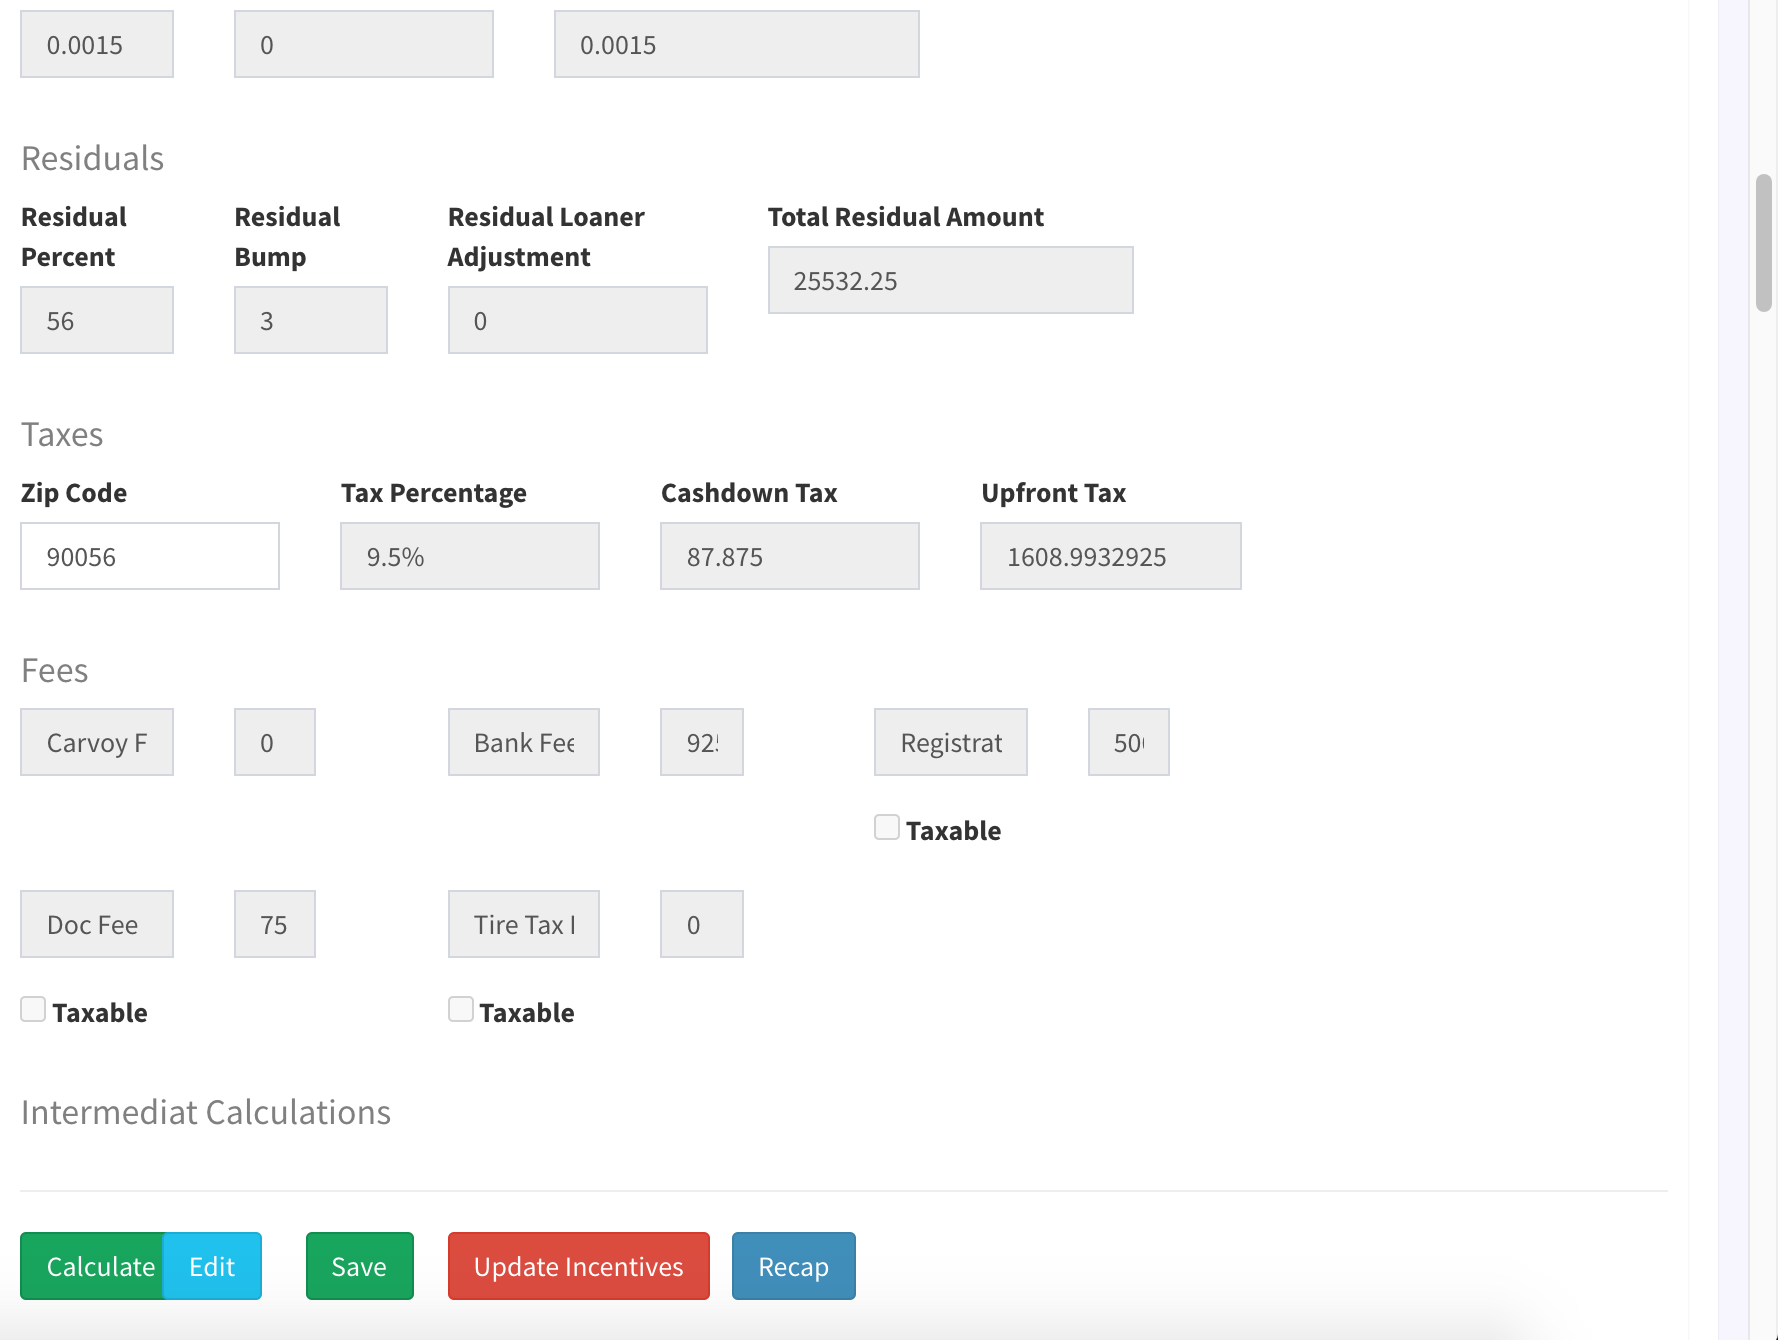 0.0015 0 0.0015
Residuals
Residual Percent Residual Bump Residual Loaner Adjustment Total Residual Amount
56 3 0 25532.25
Taxes
Zip Code Tax Percentage Cashdown Tax Upfront Tax
90056 9.5% 87.875 1608.9932925
Fees
Carvoy F 0 Bank Fee 925 Registrat 500
Taxable
Doc Fee 75 Tire Tax 0
Taxable Taxable
Intermediat Calculations
Calculate Edit Save Update Incentives Recap